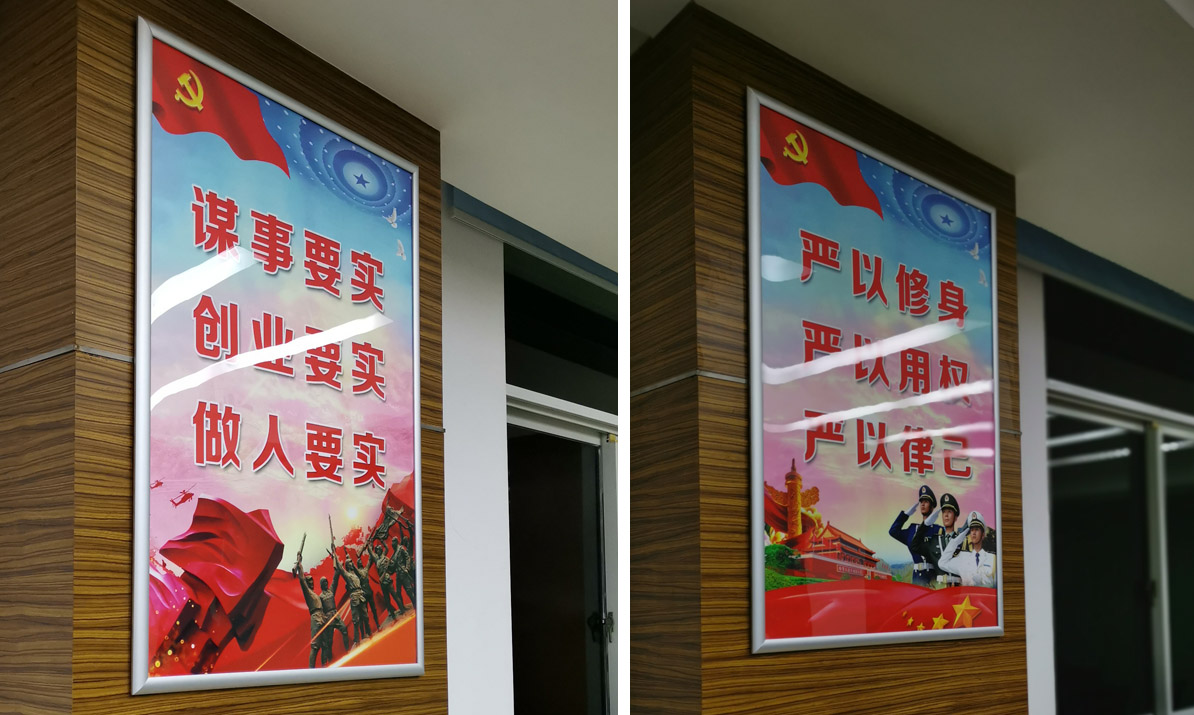 谋事要实
创业要实
做人要实
严以修身
严以用权
严以律己